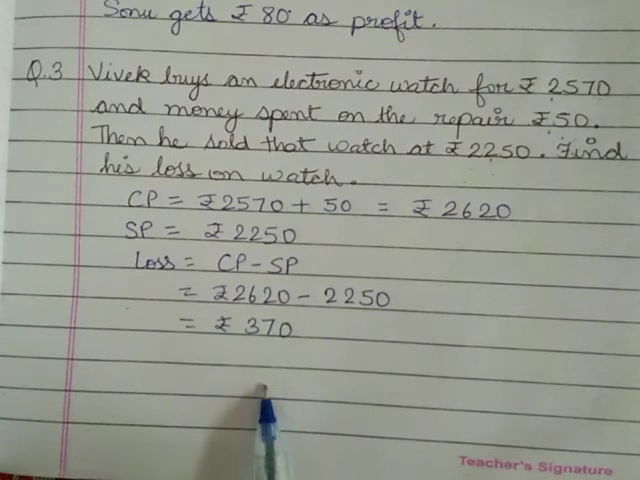 Sonu gets ₹ 80 as profit.
Q.3 Vivek buys an electronic watch for ₹ 2570
and money spent on the repair ₹50.
Then he sold that watch at ₹2250. Find
his loss on watch.
CP = ₹2570 + 50 = ₹ 2620
SP = ₹ 2250
Loss = CP - SP
= ₹2620 - 2250
= ₹ 370
Teacher's Signature